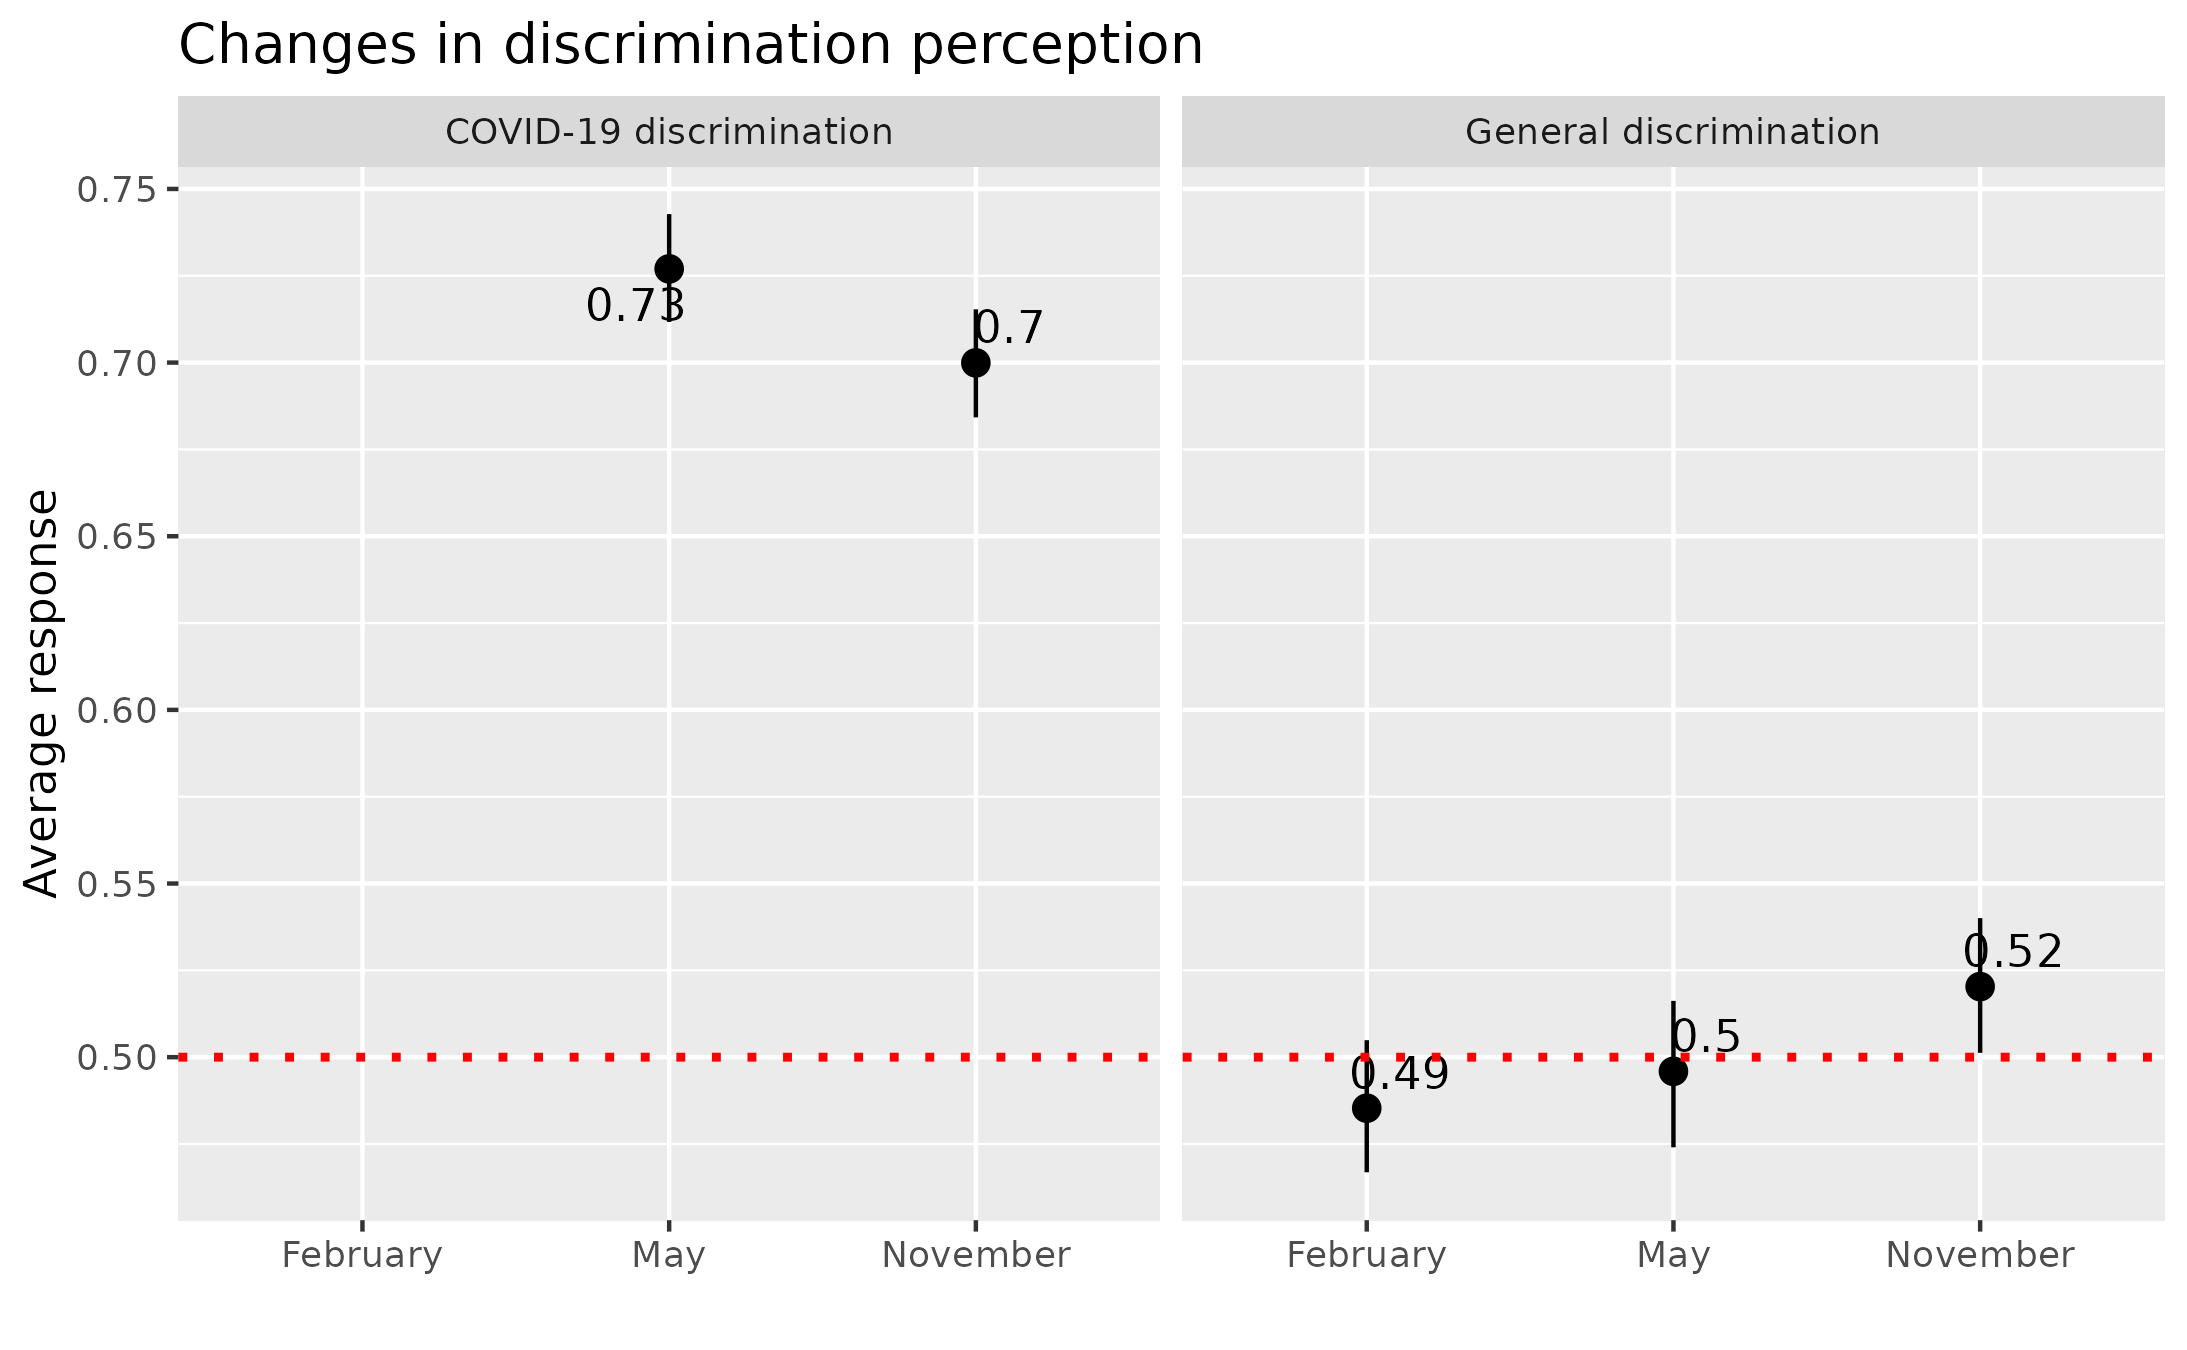 Changes in discrimination perception
COVID-19 discrimination
General discrimination
Average response
0.75
0.70
0.65
0.60
0.55
0.50
0.73
0.7
0.49
0.5
0.52
February May November
February May November